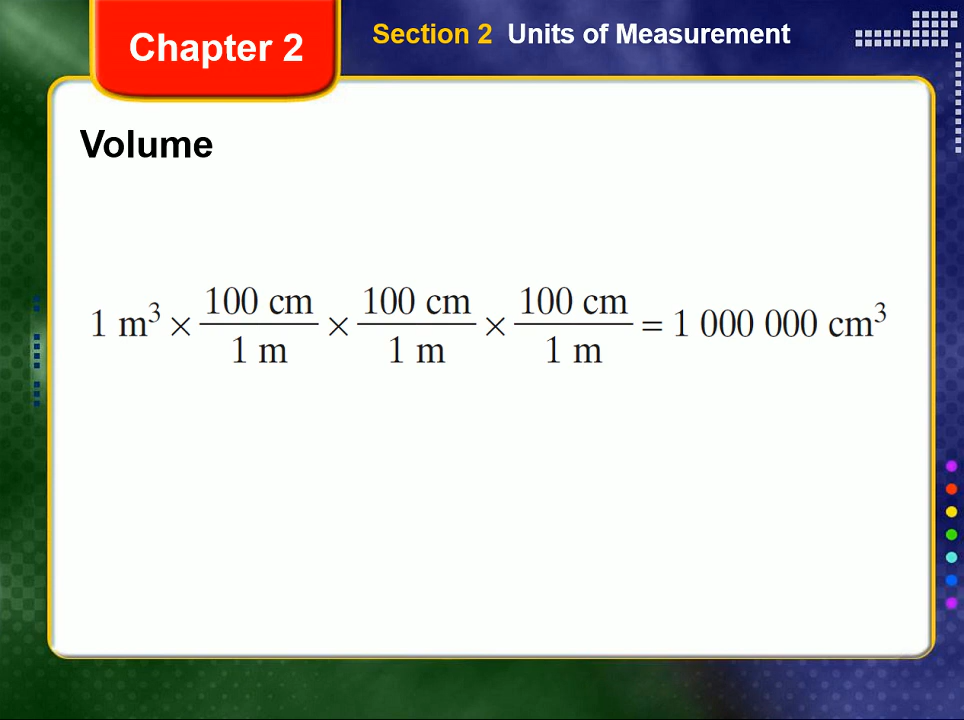 Chapter 2
Section 2 Units of Measurement
Volume
1 m³ × 100 cm/1 m × 100 cm/1 m × 100 cm/1 m = 1 000 000 cm³